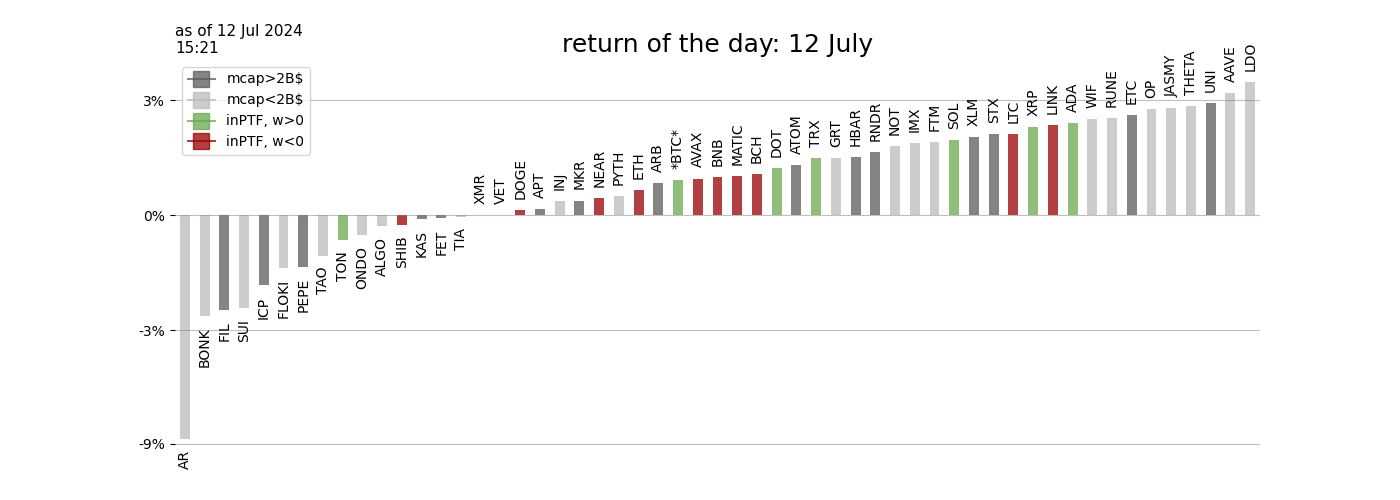 as of 12 Jul 2024
15:21
return of the day: 12 July
mcap>2B$
mcap<2B$
inPTF, w>0
inPTF, w<0
3%
0%
-3%
-9%
AR
BONK
FIL
SUI
ICP
FLOKI
PEPE
TAO
TON
ONDO
ALGO
SHIB
KAS
FET
TIA
XMR
VET
DOGE
APT
INJ
MKR
NEAR
PYTH
ETH
ARB
*BTC*
AVAX
BNB
MATIC
BCH
DOT
ATOM
TRX
GRT
HBAR
RNDR
NOT
IMX
FTM
SOL
XLM
STX
LTC
XRP
LINK
ADA
WIF
RUNE
ETC
OP
JASMY
THETA
UNI
AAVE
LDO